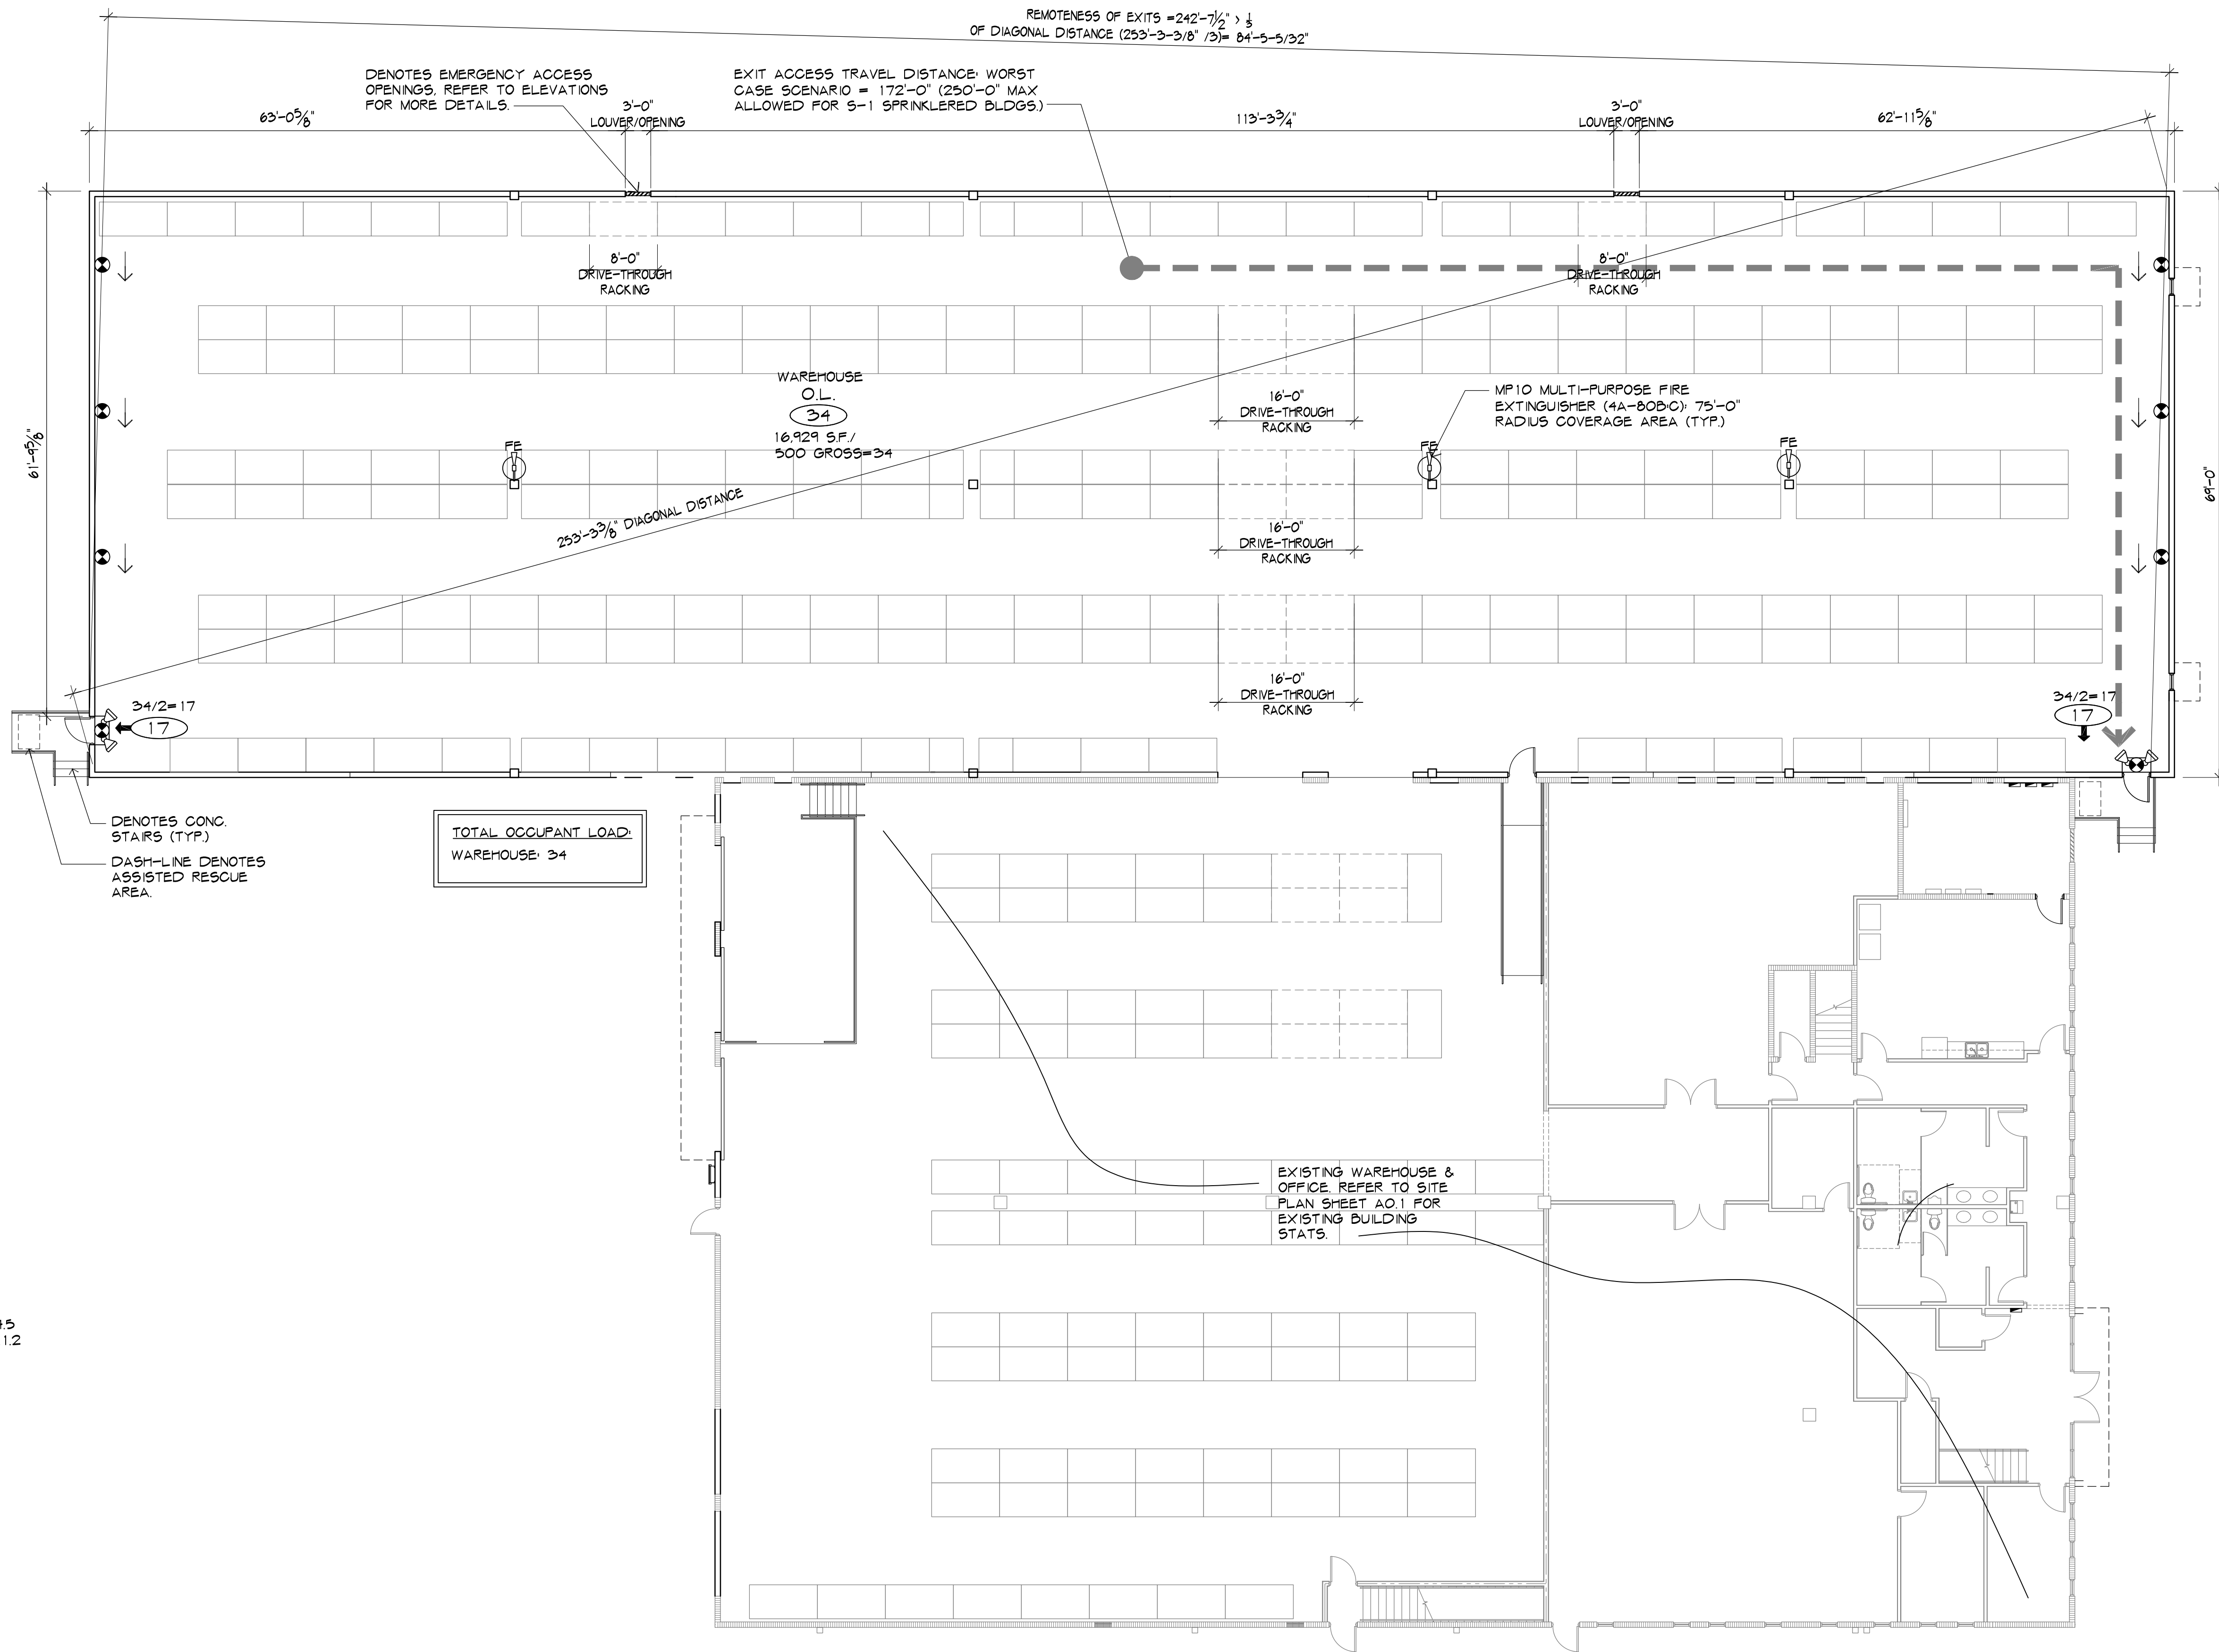 REMOTENESS OF EXITS =242'-7½" > ⅓
OF DIAGONAL DISTANCE (253'-3-3/8" /3)= 84'-5-5/32"
DENOTES EMERGENCY ACCESS
OPENINGS, REFER TO ELEVATIONS
FOR MORE DETAILS.
EXIT ACCESS TRAVEL DISTANCE: WORST
CASE SCENARIO = 172'-0" (250'-0" MAX
ALLOWED FOR S-1 SPRINKLERED BLDGS.)
63'-0⅝"
3'-0"
LOUVER/OPENING
113'-3¾"
3'-0"
LOUVER/OPENING
62'-11⅝"
8'-0"
DRIVE-THROUGH
RACKING
8'-0"
DRIVE-THROUGH
RACKING
61'-9⅝"
69'-0"
WAREHOUSE
O.L.
34
16,929 S.F./
500 GROSS=34
16'-0"
DRIVE-THROUGH
RACKING
MP10 MULTI-PURPOSE FIRE
EXTINGUISHER (4A-80B:C): 75'-0"
RADIUS COVERAGE AREA (TYP.)
FE
FE
FE
253'-3⅜" DIAGONAL DISTANCE
16'-0"
DRIVE-THROUGH
RACKING
16'-0"
DRIVE-THROUGH
RACKING
34/2=17
17
34/2=17
17
DENOTES CONC.
STAIRS (TYP.)
DASH-LINE DENOTES
ASSISTED RESCUE
AREA.
TOTAL OCCUPANT LOAD:
WAREHOUSE: 34
EXISTING WAREHOUSE &
OFFICE. REFER TO SITE
PLAN SHEET A0.1 FOR
EXISTING BUILDING
STATS.
1.2